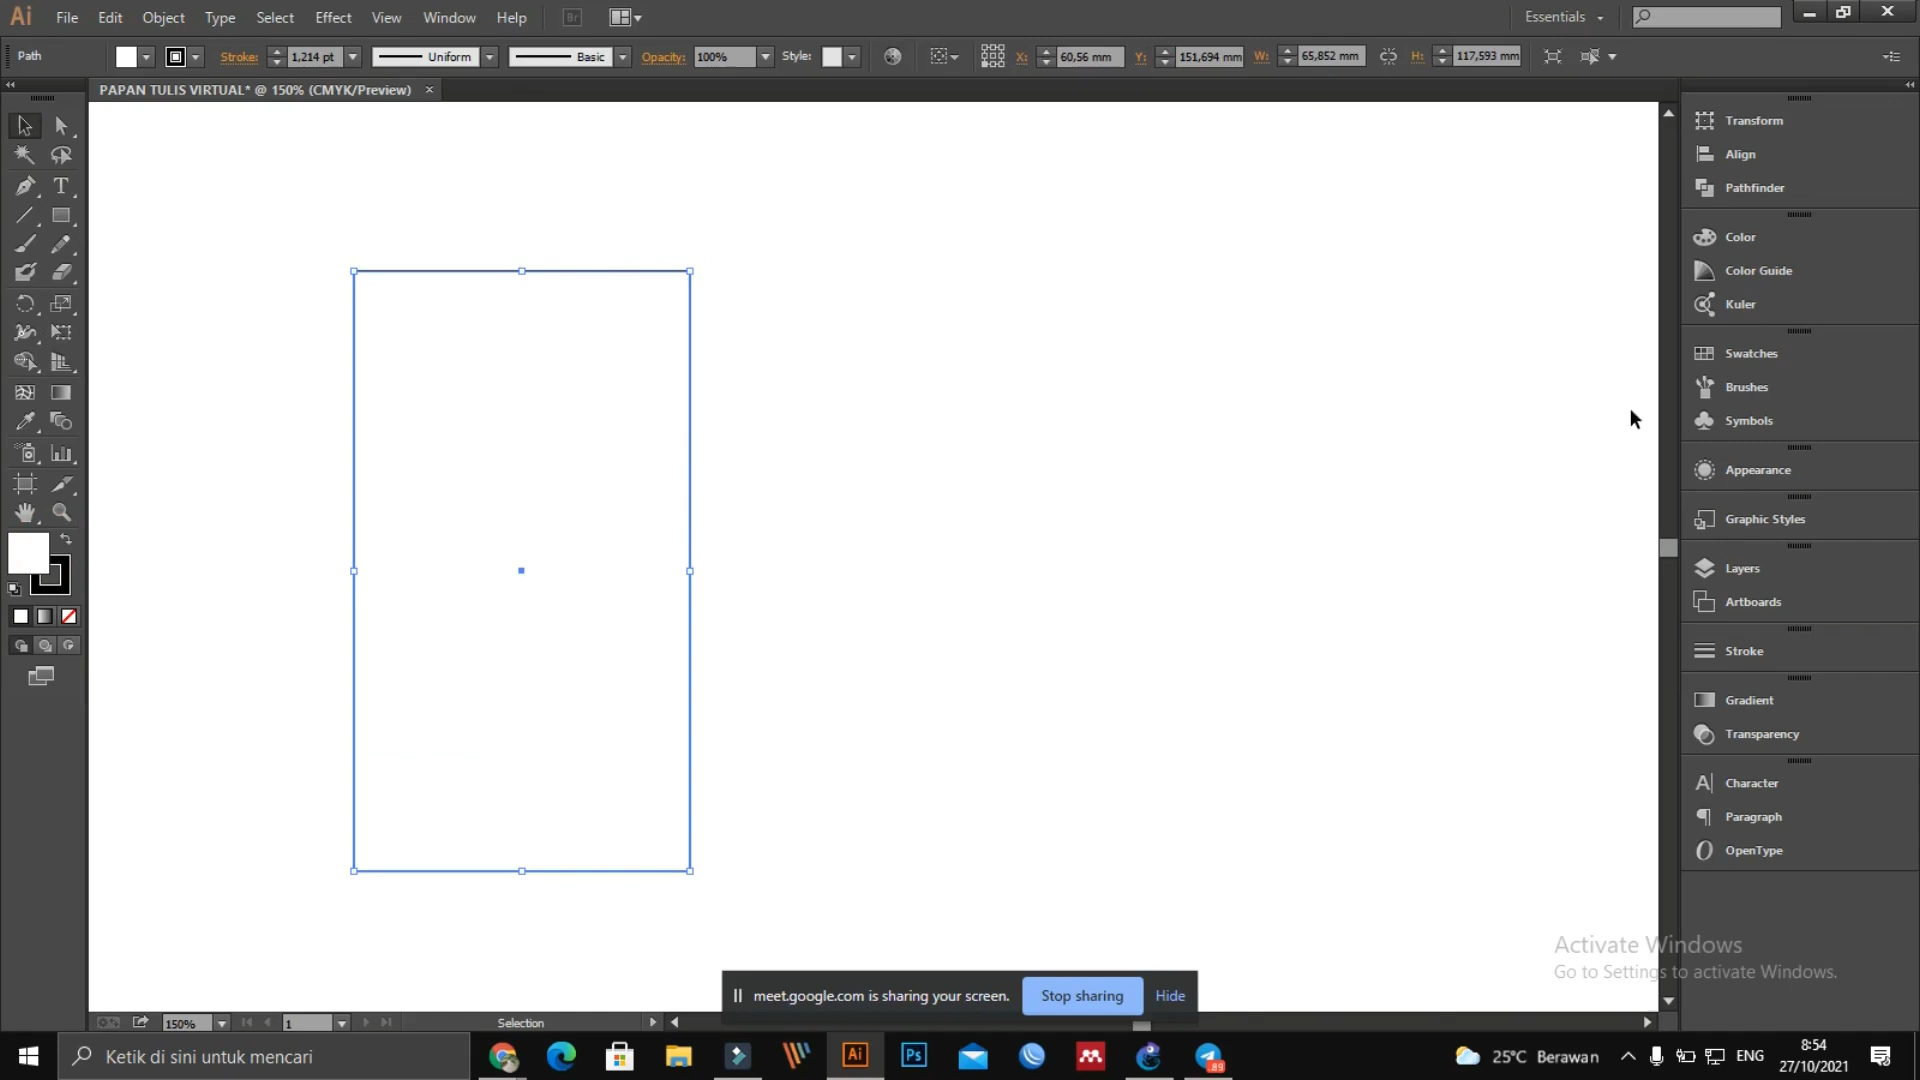 Ai File Edit Object Type Select Effect View Window Help Br Essentials
Path Stroke: 1,214 pt Uniform Basic Opacity: 100% Style: X: 60,56 mm Y: 151,694 mm W: 65,852 mm H: 117,593 mm
PAPAN TULIS VIRTUAL* @ 150% (CMYK/Preview) ×
T
Transform
Align
Pathfinder
Color
Color Guide
Kuler
Swatches
Brushes
Symbols
Appearance
Graphic Styles
Layers
Artboards
Stroke
Gradient
Transparency
Character
Paragraph
OpenType
Activate Windows
Go to Settings to activate Windows.
meet.google.com is sharing your screen. Stop sharing Hide
150% 1 Selection
Ketik di sini untuk mencari Ai Ps 89 25°C Berawan ENG 8:54
27/10/2021